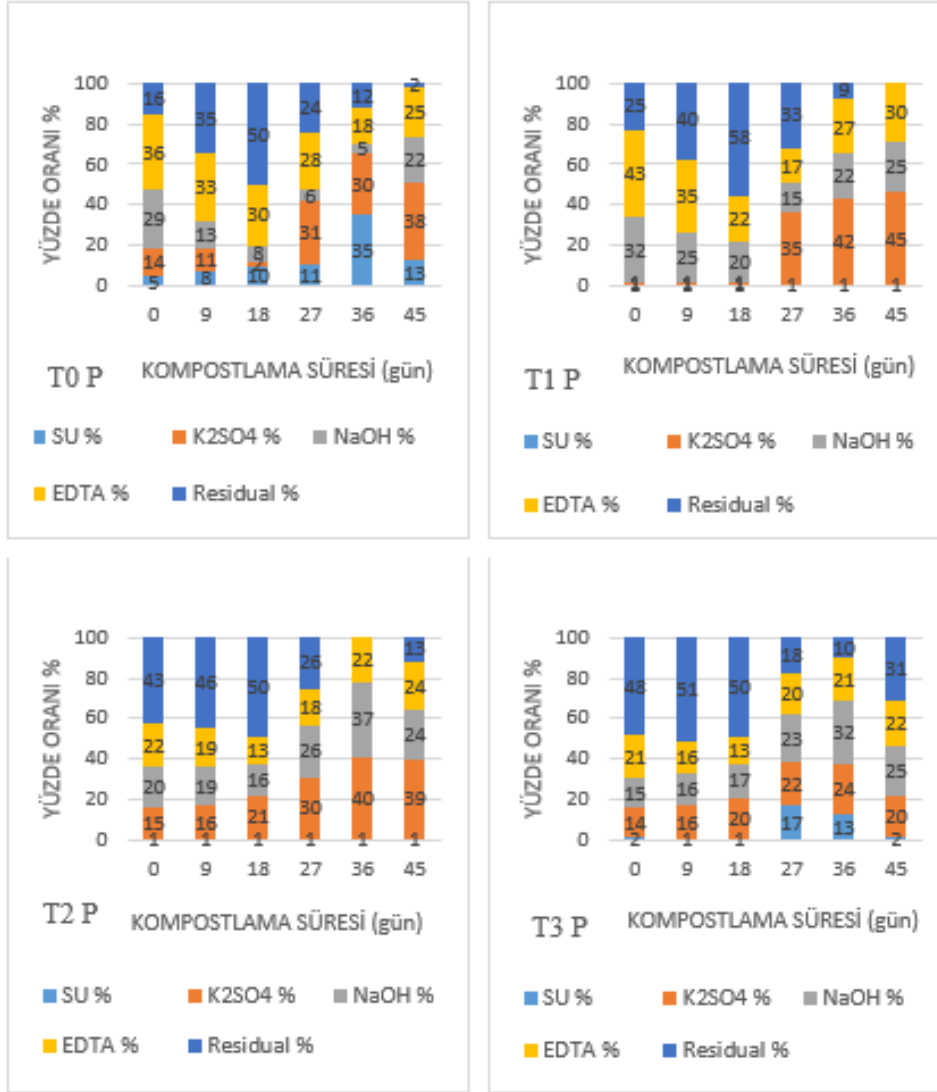 YÜZDE ORANI %
100
80
60
40
20
0
16 36 29 14 5
35 33 13 11 8
50 30 8 2 10
24 28 6 31 11
12 18 5 30 35
2 25 22 38 13
0 9 18 27 36 45
T0 P KOMPOSTLAMA SÜRESİ (gün)
SU % K2SO4 % NaOH %
EDTA % Residual %
YÜZDE ORANI %
100
80
60
40
20
0
25 43 32 1 1
40 35 25 1 1
58 22 20 1 1
33 17 15 35 1
9 27 22 42 1
30 25 45 1
0 9 18 27 36 45
T1 P KOMPOSTLAMA SÜRESİ (gün)
SU % K2SO4 % NaOH %
EDTA % Residual %
YÜZDE ORANI %
100
80
60
40
20
0
43 22 20 15 1
46 19 19 16 1
50 13 16 21 1
26 18 26 30 1
22 37 40 1
13 24 24 39 1
0 9 18 27 36 45
T2 P KOMPOSTLAMA SÜRESİ (gün)
SU % K2SO4 % NaOH %
EDTA % Residual %
YÜZDE ORANI %
100
80
60
40
20
0
48 21 15 14 2
51 16 16 16 1
50 13 17 20 1
18 20 23 22 17
10 21 32 24 13
31 22 25 20 2
0 9 18 27 36 45
T3 P KOMPOSTLAMA SÜRESİ (gün)
SU % K2SO4 % NaOH %
EDTA % Residual %